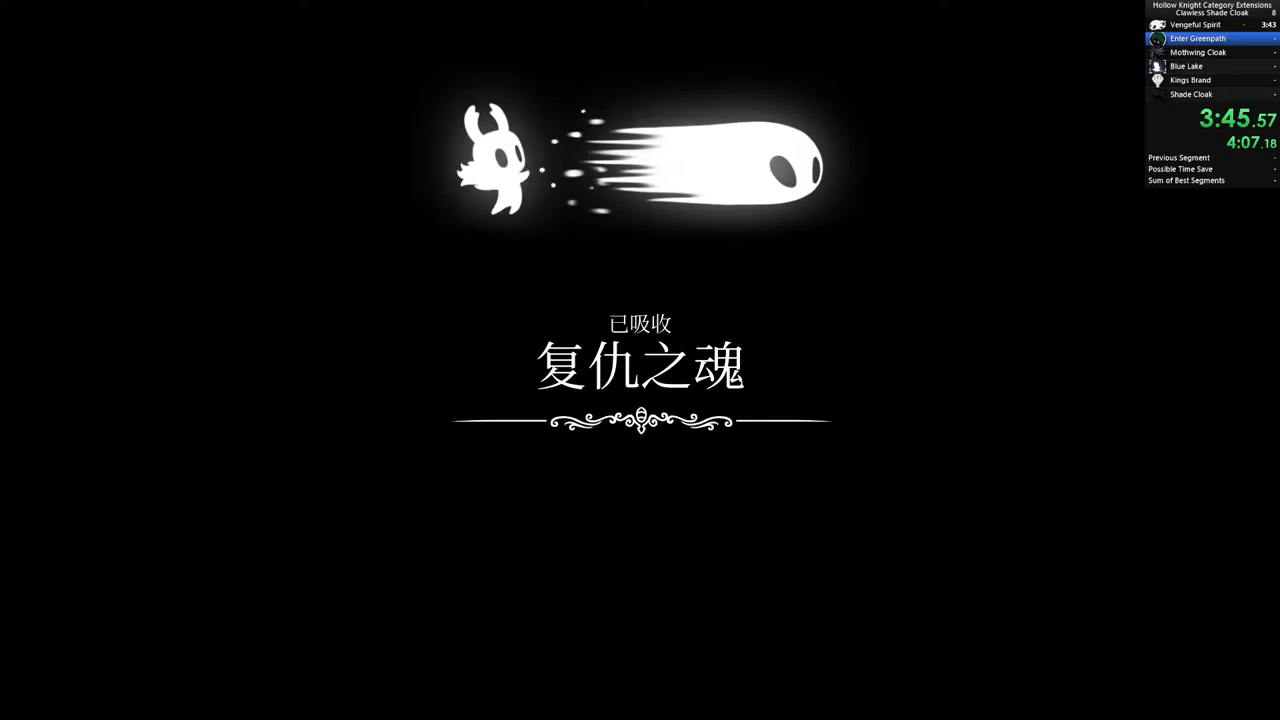 Hollow Knight Category Extensions
Clawless Shade Cloak 8
Vengeful Spirit - 3:43
Enter Greenpath -
Mothwing Cloak -
Blue Lake -
Kings Brand -
Shade Cloak -
3:45.57
4:07.18
Previous Segment -
Possible Time Save -
Sum of Best Segments -
已吸收
复仇之魂